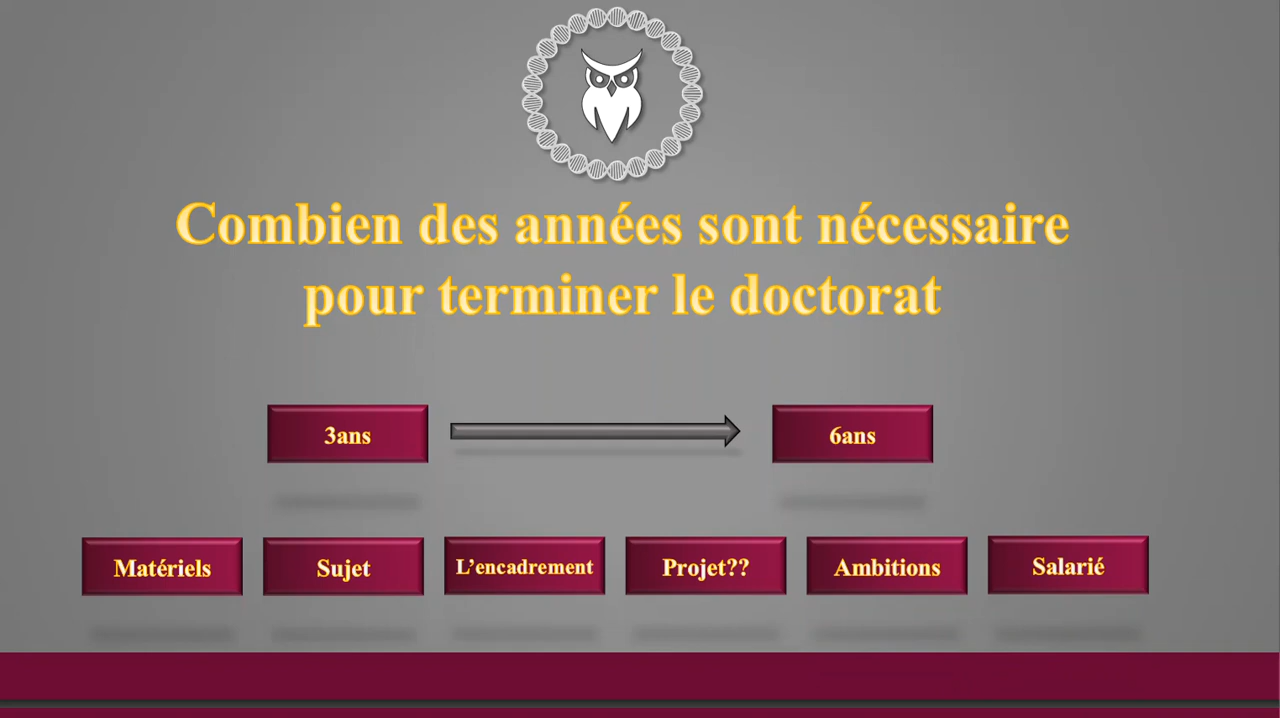 Combien des années sont nécessaire
pour terminer le doctorat
3ans
6ans
Matériels
Sujet
L’encadrement
Projet??
Ambitions
Salarié